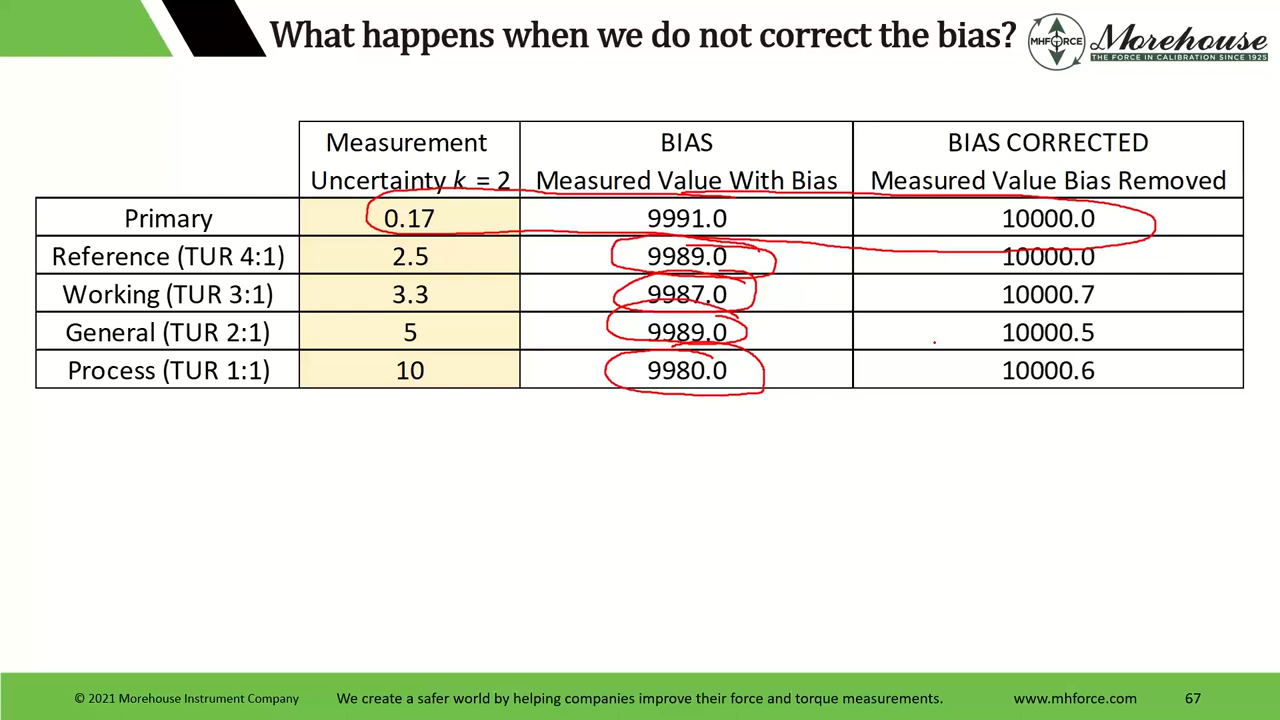 What happens when we do not correct the bias?
MHFORCE
Morehouse
THE FORCE IN CALIBRATION SINCE 1925
Measurement Uncertainty k = 2 BIAS Measured Value With Bias BIAS CORRECTED Measured Value Bias Removed
Primary 0.17 9991.0 10000.0
Reference (TUR 4:1) 2.5 9989.0 10000.0
Working (TUR 3:1) 3.3 9987.0 10000.7
General (TUR 2:1) 5 9989.0 10000.5
Process (TUR 1:1) 10 9980.0 10000.6
© 2021 Morehouse Instrument Company We create a safer world by helping companies improve their force and torque measurements. www.mhforce.com 67